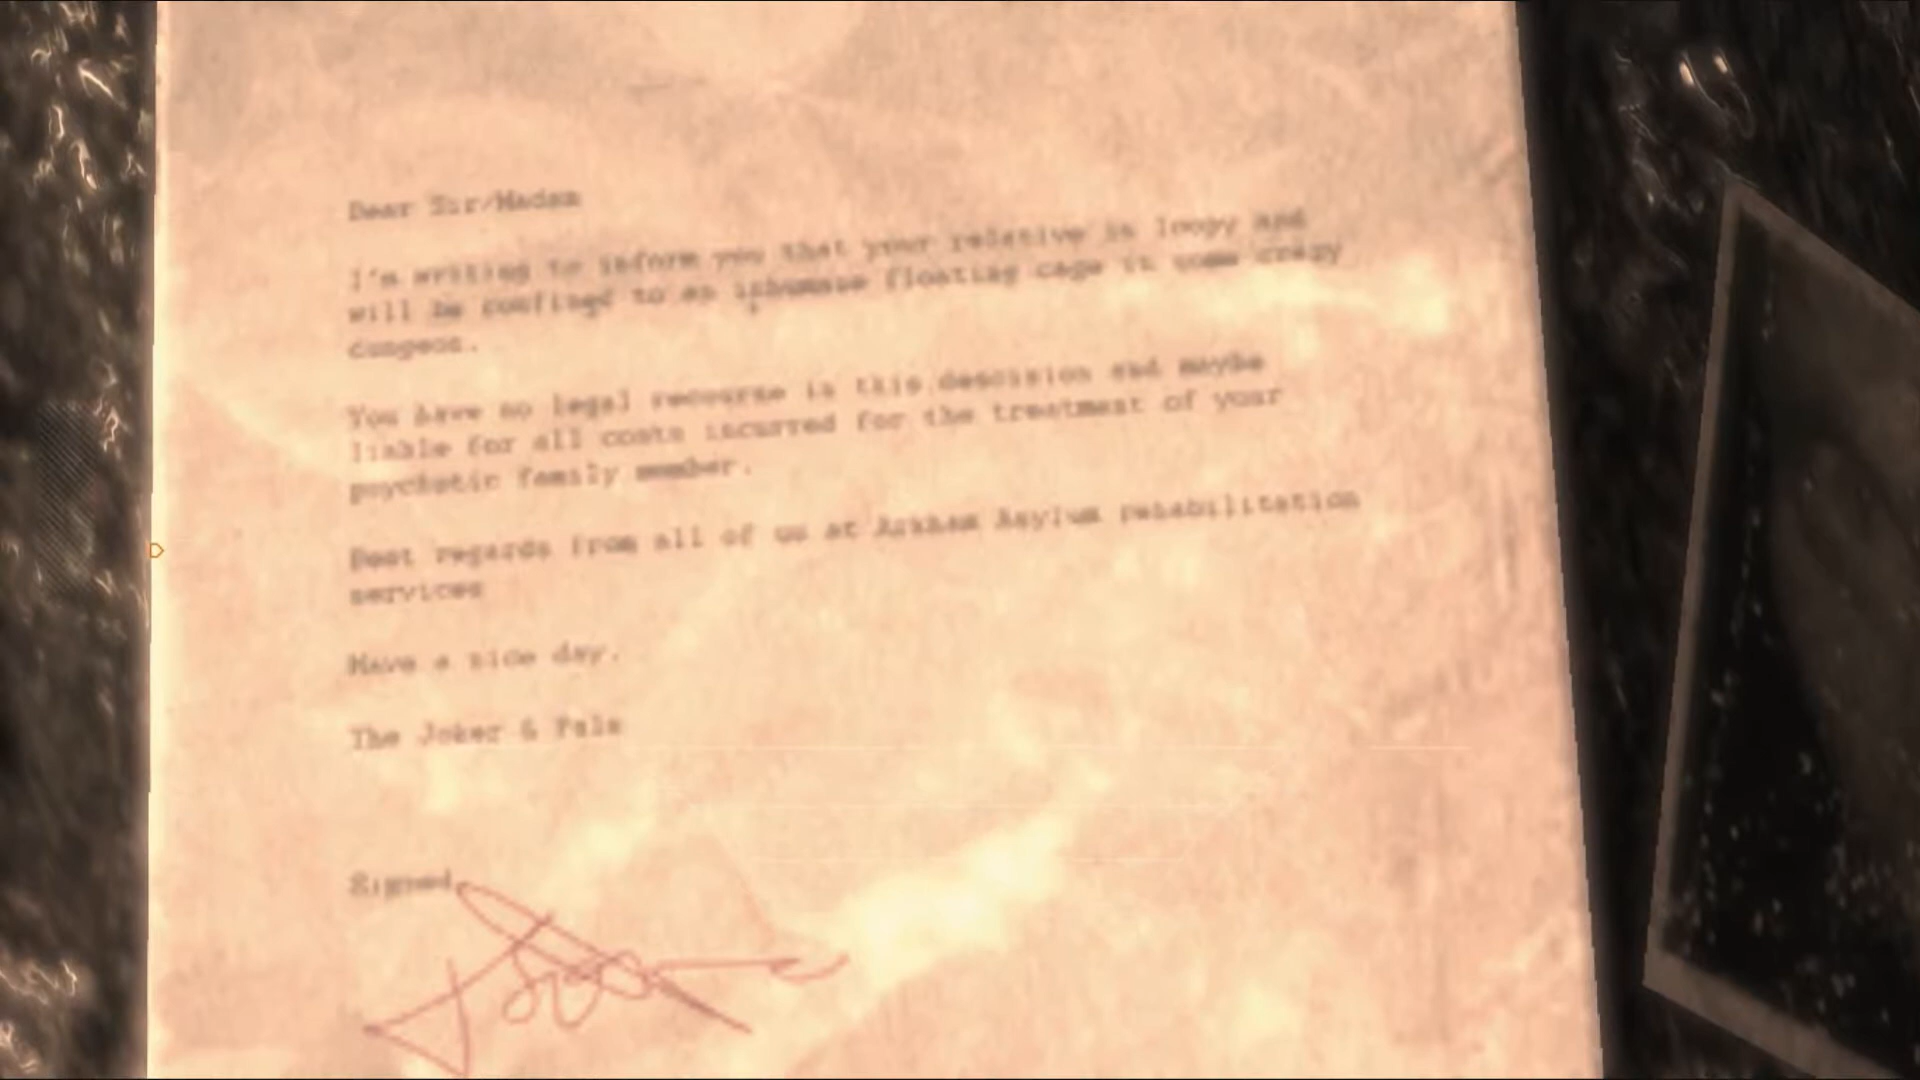 Dear Sir/Madam
I'm writing to inform you that your relative is loopy and
will be confined to an inhumane floating cage in some crazy
dungeon.
You have no legal recourse in this descision and maybe
liable for all costs incurred for the treatment of your
psychotic family member.
Best regards from all of us at Arkham Asylum rehabilitation
services
Have a nice day.
The Joker & Pals
Signed